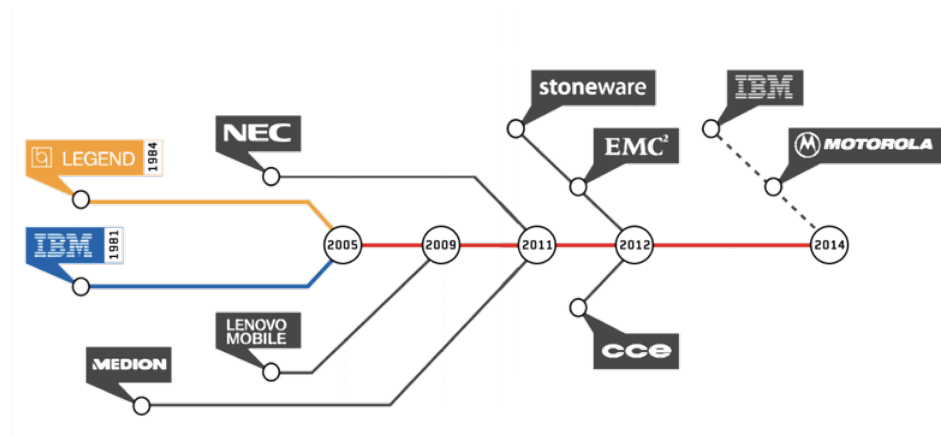 stoneware
IBM
NEC
EMC²
MOTOROLA
LEGEND 1984
IBM 1981
2005
2009
2011
2012
2014
LENOVO
MOBILE
MEDION
cce